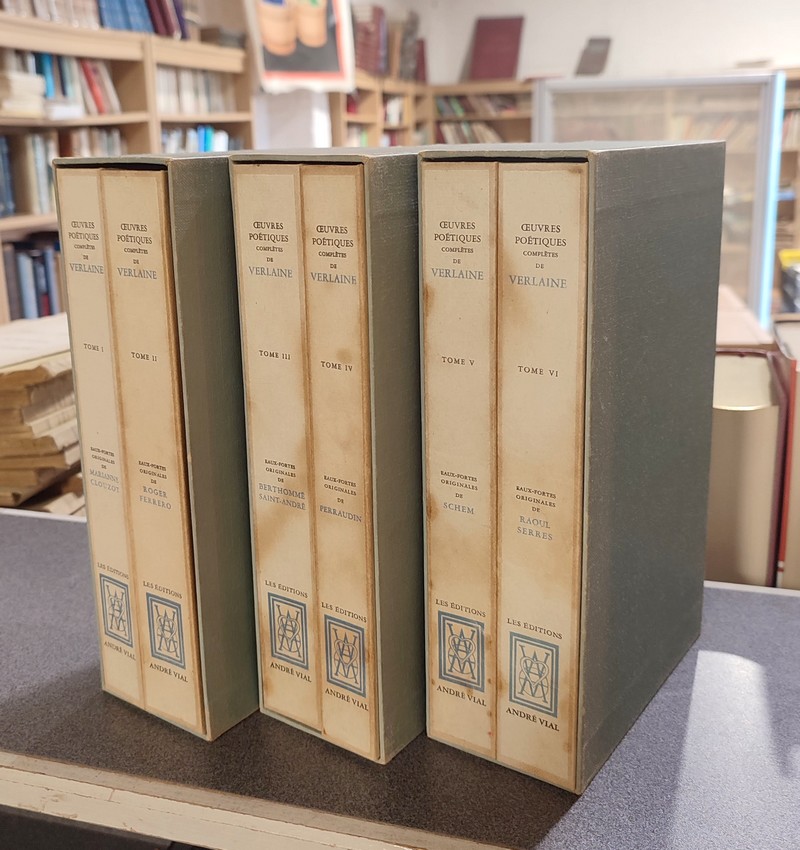 ŒUVRES
POÉTIQUES
COMPLÈTES
DE
VERLAINE
TOME I
EAUX-FORTES
ORIGINALES
DE
MARIANNE
CLOUZOT
LES ÉDITIONS
ANDRÉ VIAL
ŒUVRES
POÉTIQUES
COMPLÈTES
DE
VERLAINE
TOME II
EAUX-FORTES
ORIGINALES
DE
ROGER
FERRERO
LES ÉDITIONS
ANDRÉ VIAL
ŒUVRES
POÉTIQUES
COMPLÈTES
DE
VERLAINE
TOME III
EAUX-FORTES
ORIGINALES
DE
BERTHOMMÉ
SAINT-ANDRÉ
LES ÉDITIONS
ANDRÉ VIAL
ŒUVRES
POÉTIQUES
COMPLÈTES
DE
VERLAINE
TOME IV
EAUX-FORTES
ORIGINALES
DE
PERRAUDIN
LES ÉDITIONS
ANDRÉ VIAL
ŒUVRES
POÉTIQUES
COMPLÈTES
DE
VERLAINE
TOME V
EAUX-FORTES
ORIGINALES
DE
SCHEM
LES ÉDITIONS
ANDRÉ VIAL
ŒUVRES
POÉTIQUES
COMPLÈTES
DE
VERLAINE
TOME VI
EAUX-FORTES
ORIGINALES
DE
RAOUL
SERRES
LES ÉDITIONS
ANDRÉ VIAL